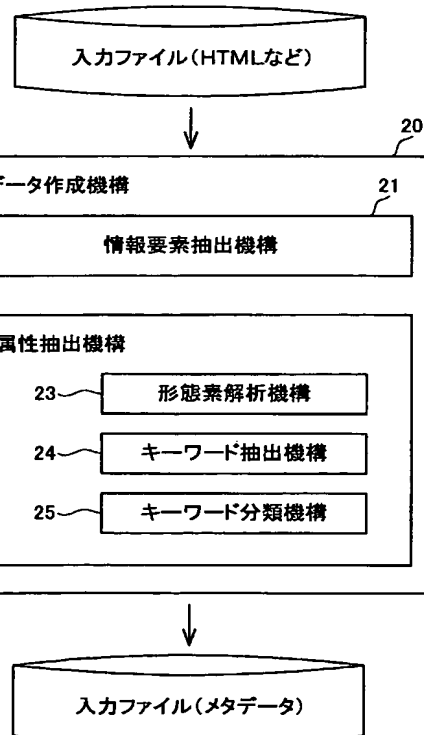 入力ファイル(HTMLなど)
20
データ作成機構
21
情報要素抽出機構
属性抽出機構
23
形態素解析機構
24
キーワード抽出機構
25
キーワード分類機構
入力ファイル(メタデータ)